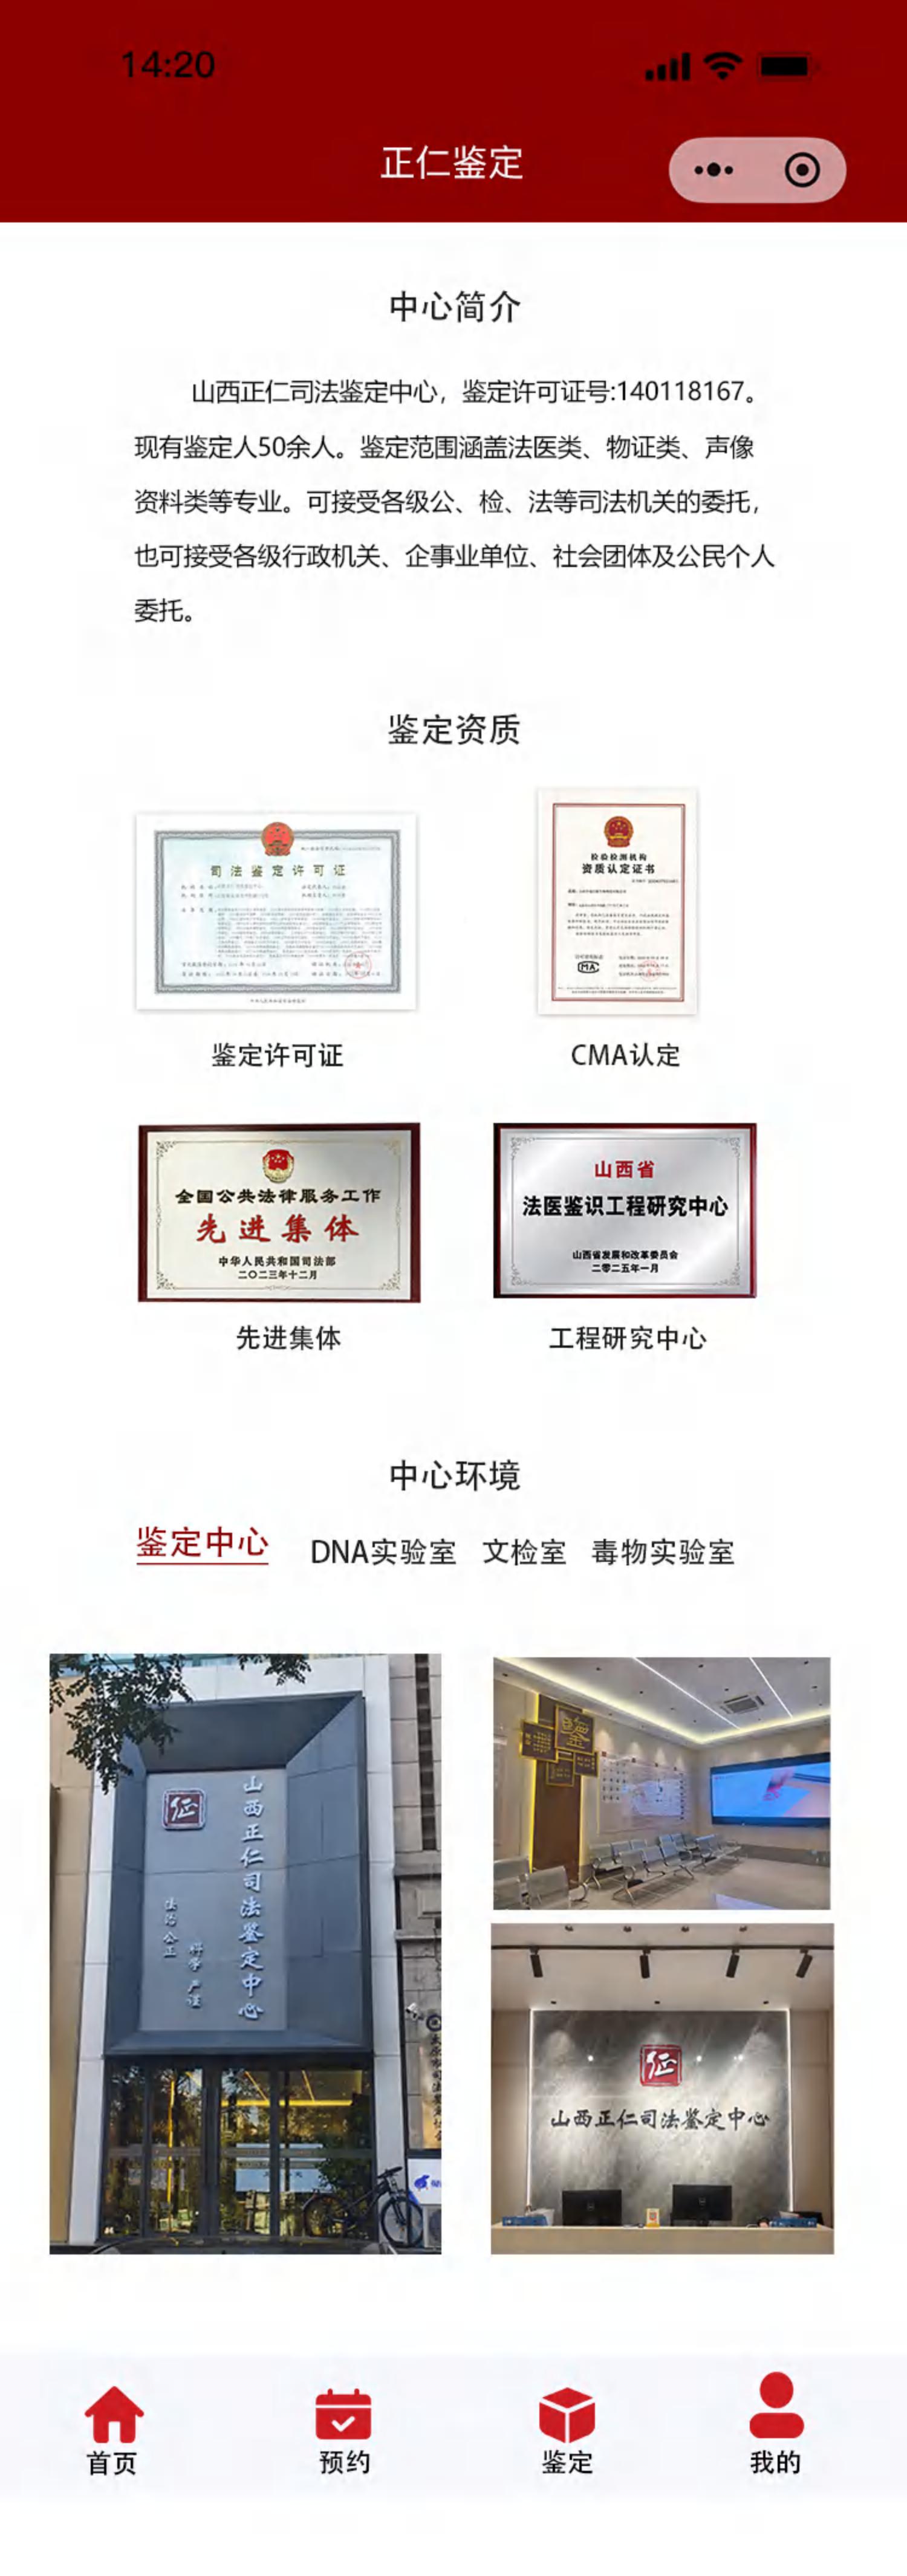 14:20
正仁鉴定
中心简介
山西正仁司法鉴定中心，鉴定许可证号:140118167。
现有鉴定人50余人。鉴定范围涵盖法医类、物证类、声像
资料类等专业。可接受各级公、检、法等司法机关的委托，
也可接受各级行政机关、企事业单位、社会团体及公民个人
委托。
鉴定资质
司法鉴定许可证
检验检测机构
资质认定证书
MA
鉴定许可证
CMA认定
全国公共法律服务工作
先进集体
中华人民共和国司法部
二〇二三年十二月
山西省
法医鉴识工程研究中心
山西省发展和改革委员会
二零二五年一月
先进集体
工程研究中心
中心环境
鉴定中心 DNA实验室 文检室 毒物实验室
征
山西正仁司法鉴定中心
科学 严谨
鉴
征
山西正仁司法鉴定中心
首页 预约 鉴定 我的